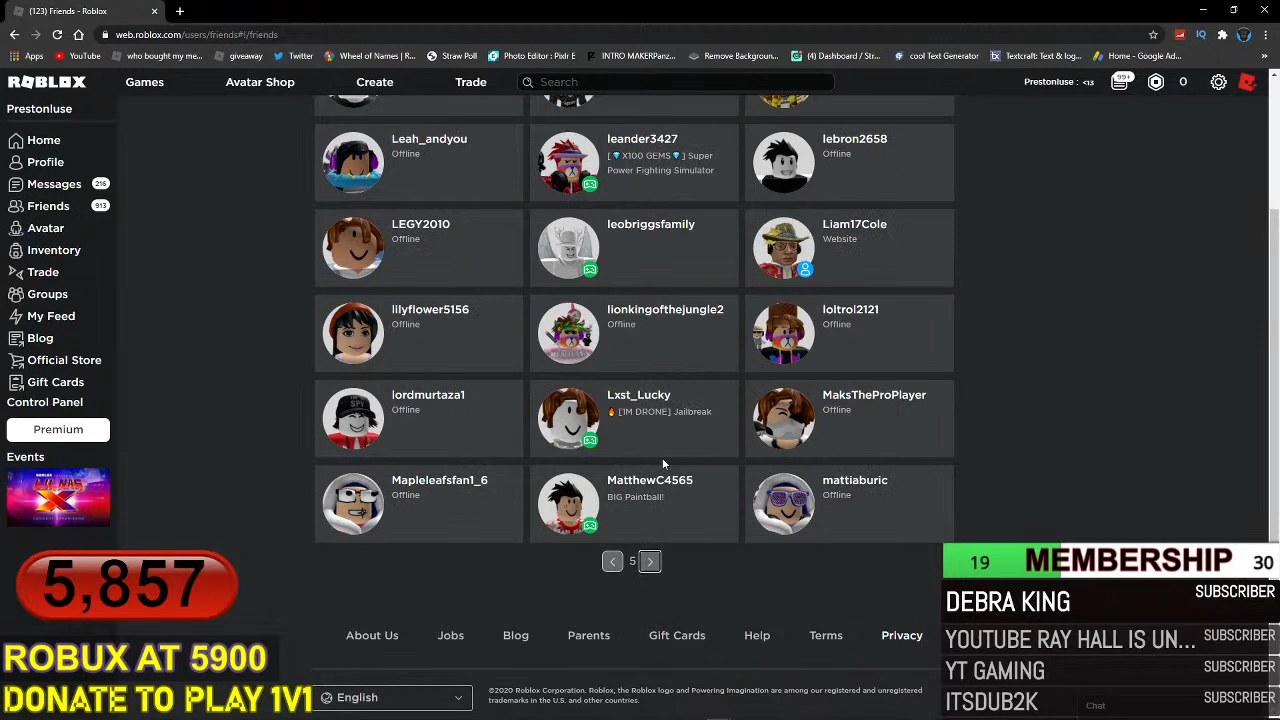 (123) Friends - Roblox
web.roblox.com/users/friends#!/friends
Apps
YouTube
who bought my me...
giveaway
Twitter
Wheel of Names | R...
Straw Poll
Photo Editor : Pixlr E
INTRO MAKERPanz...
Remove Backgroun...
(4) Dashboard / Strea...
cool Text Generator
Textcraft: Text & lo...
Home - Google Ad...
ROBLOX
Games
Avatar Shop
Create
Trade
Search
Prestonluse: <13
99+
0
Prestonluse
Home
Profile
Messages 216
Friends 913
Avatar
Inventory
Trade
Groups
My Feed
Blog
Official Store
Gift Cards
Control Panel
Premium
Events
Leah_andyou
Offline
leander3427
[💎X100 GEMS💎] Super
Power Fighting Simulator
lebron2658
Offline
LEGY2010
Offline
leobriggsfamily
Liam17Cole
Website
lilyflower5156
Offline
lionkingofthejungle2
Offline
loltrol2121
Offline
lordmurtaza1
Offline
Lxst_Lucky
🔥 [1M DRONE] Jailbreak
MaksTheProPlayer
Offline
Mapleleafsfan1_6
Offline
MatthewC4565
BIG Paintball!
mattiaburic
Offline
< 5 >
5,857
ROBUX AT 5900
DONATE TO PLAY 1V1
19 MEMBERSHIP 30
DEBRA KING SUBSCRIBER
YOUTUBE RAY HALL IS UN... SUBSCRIBER
YT GAMING SUBSCRIBER
ITSDUB2K SUBSCRIBER
Chat
About Us
Jobs
Blog
Parents
Gift Cards
Help
Terms
Privacy
English
©2020 Roblox Corporation. Roblox, the Roblox logo and Powering Imagination are among our registered and unregistered
trademarks in the U.S. and other countries.